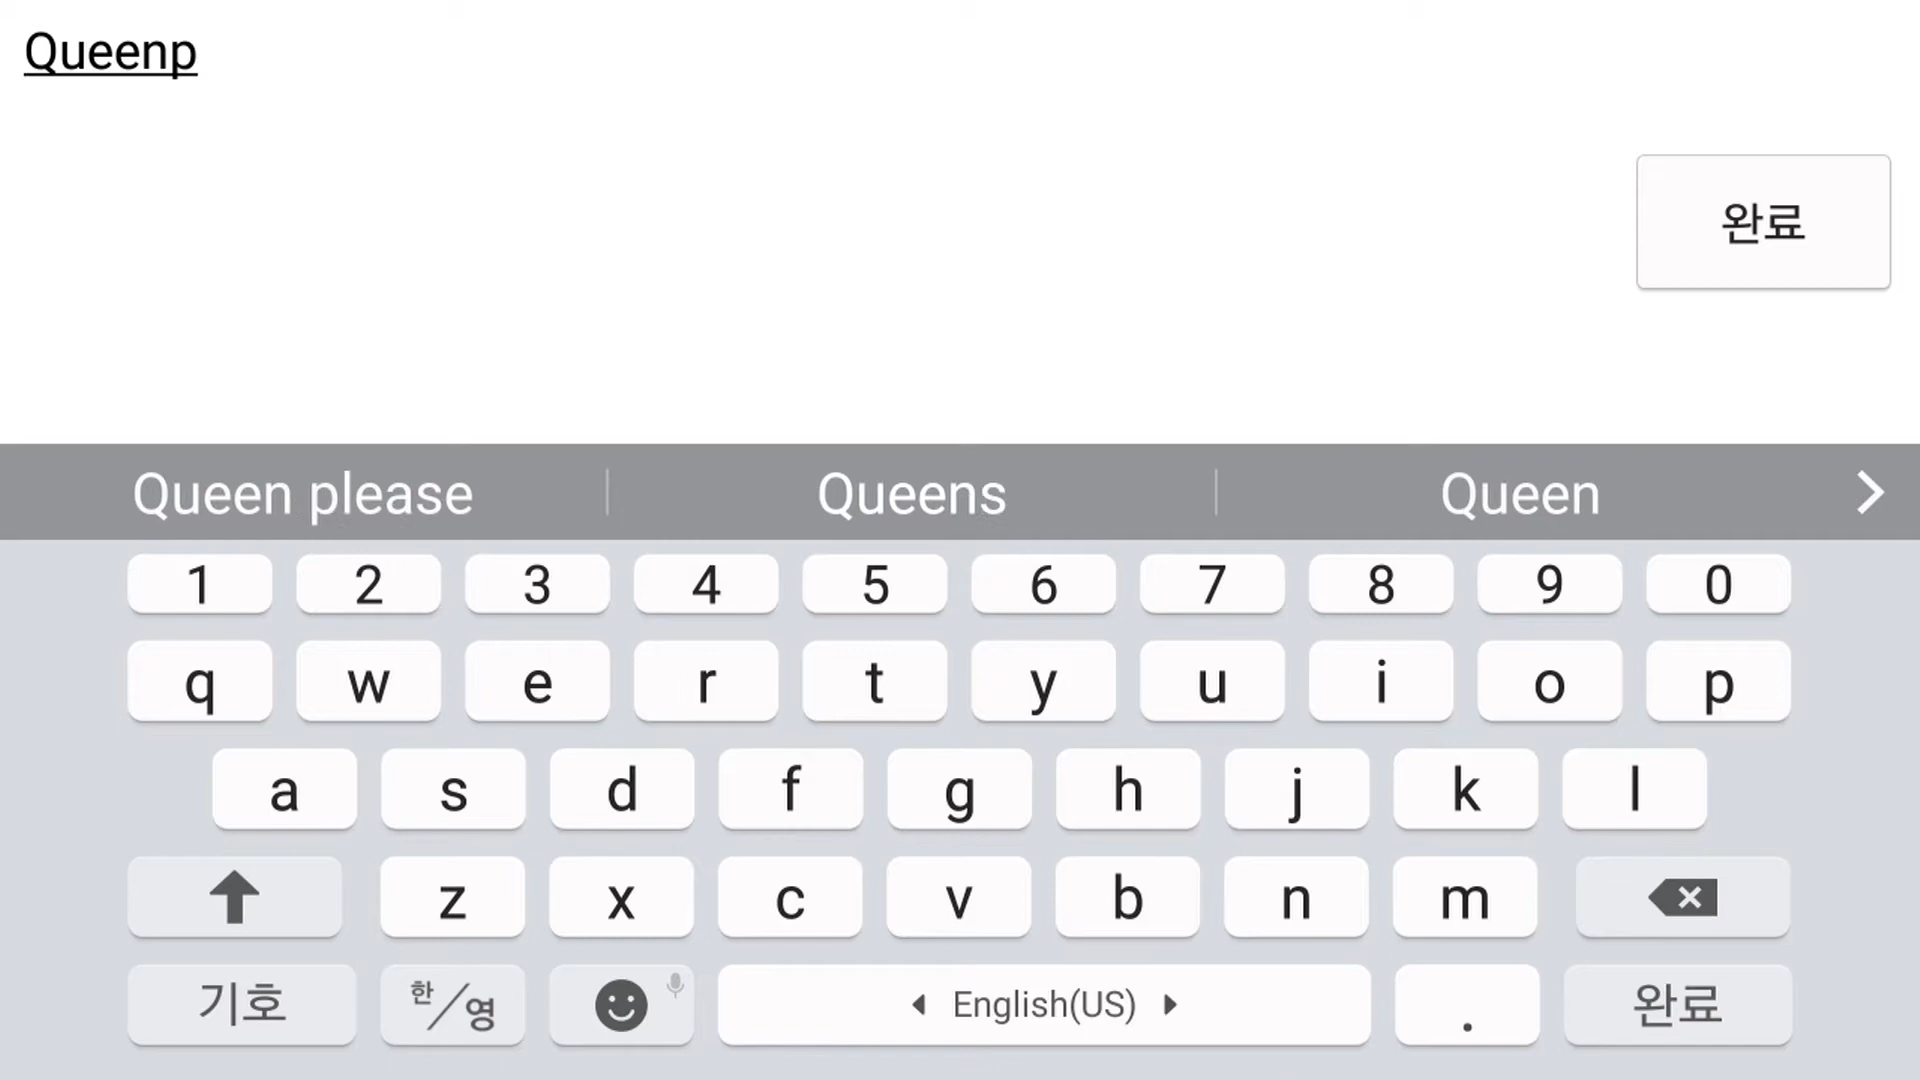 Queenp
완료
Queen please Queens Queen
1 2 3 4 5 6 7 8 9 0
q w e r t y u i o p
a s d f g h j k l
z x c v b n m
기호 한/영 English(US) . 완료